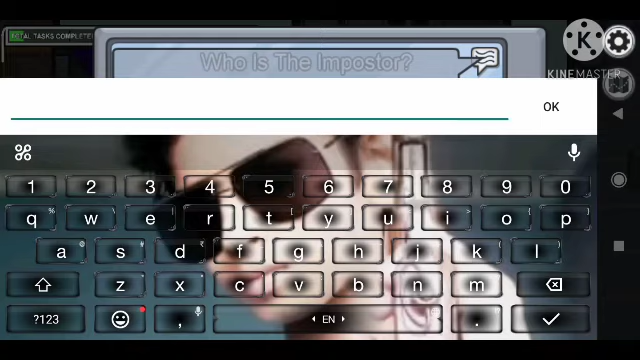 TOTAL TASKS COMPLETED
Who Is The Impostor?
K
KINEMASTER
OK
1 2 3 4 5 6 7 8 9 0
q w e r t y u i o p
a s d f g h j k l
z x c v b n m
?123 , EN .